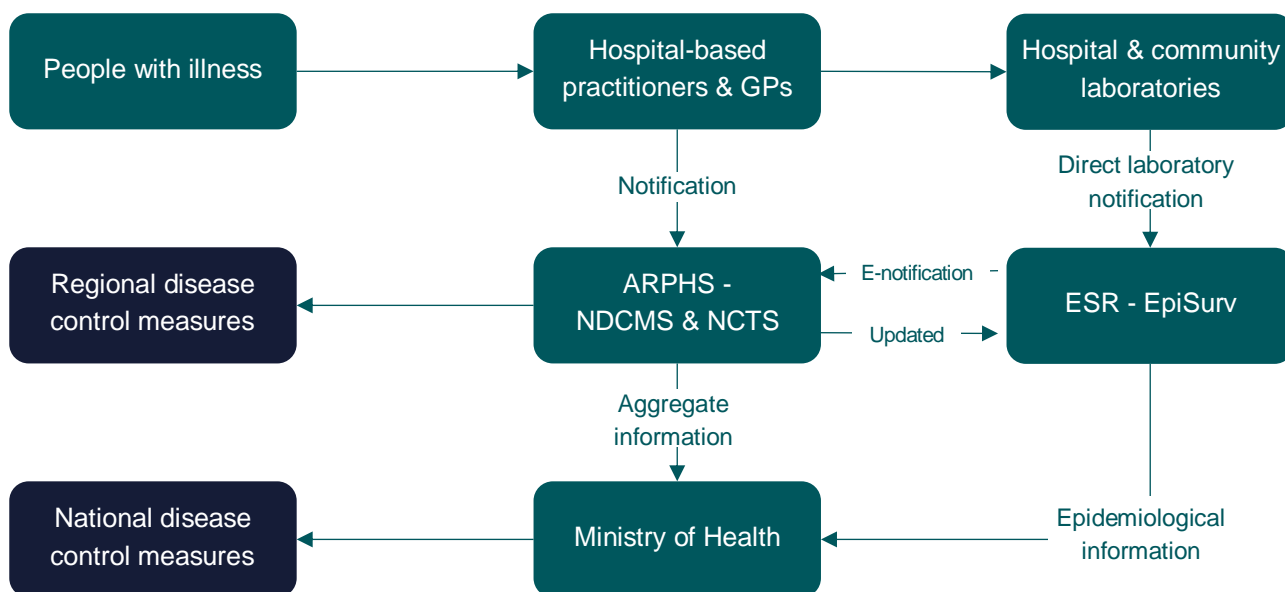 People with illness
Hospital-based
practitioners & GPs
Hospital & community
laboratories
Notification
Direct laboratory
notification
Regional disease
control measures
ARPHS -
NDCMS & NCTS
E-notification
Updated
ESR - EpiSurv
Aggregate
information
National disease
control measures
Ministry of Health
Epidemiological
information